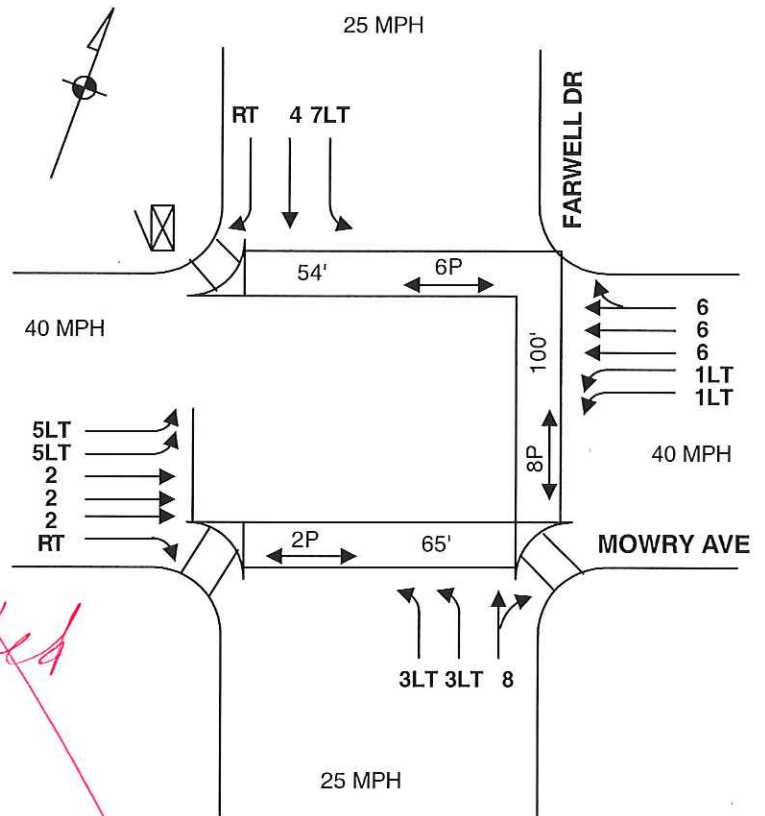 25 MPH
FARWELL DR
RT 4 7LT
54'
6P
40 MPH
100'
6
6
6
1LT
1LT
5LT
5LT
2
2
2
RT
8P
40 MPH
2P
65'
MOWRY AVE
3LT 3LT 8
25 MPH